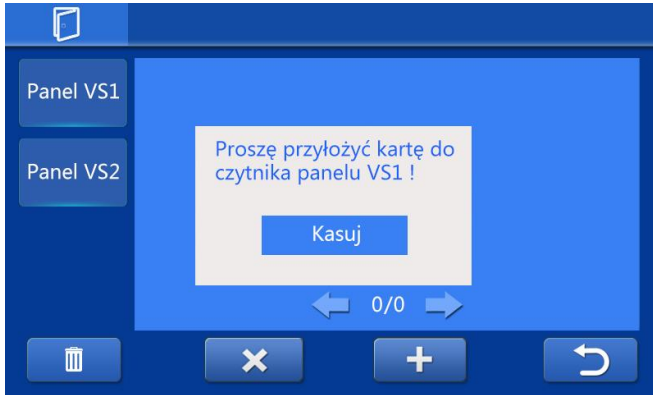 Panel VS1
Panel VS2
Proszę przyłożyć kartę do
czytnika panelu VS1 !
Kasuj
0/0